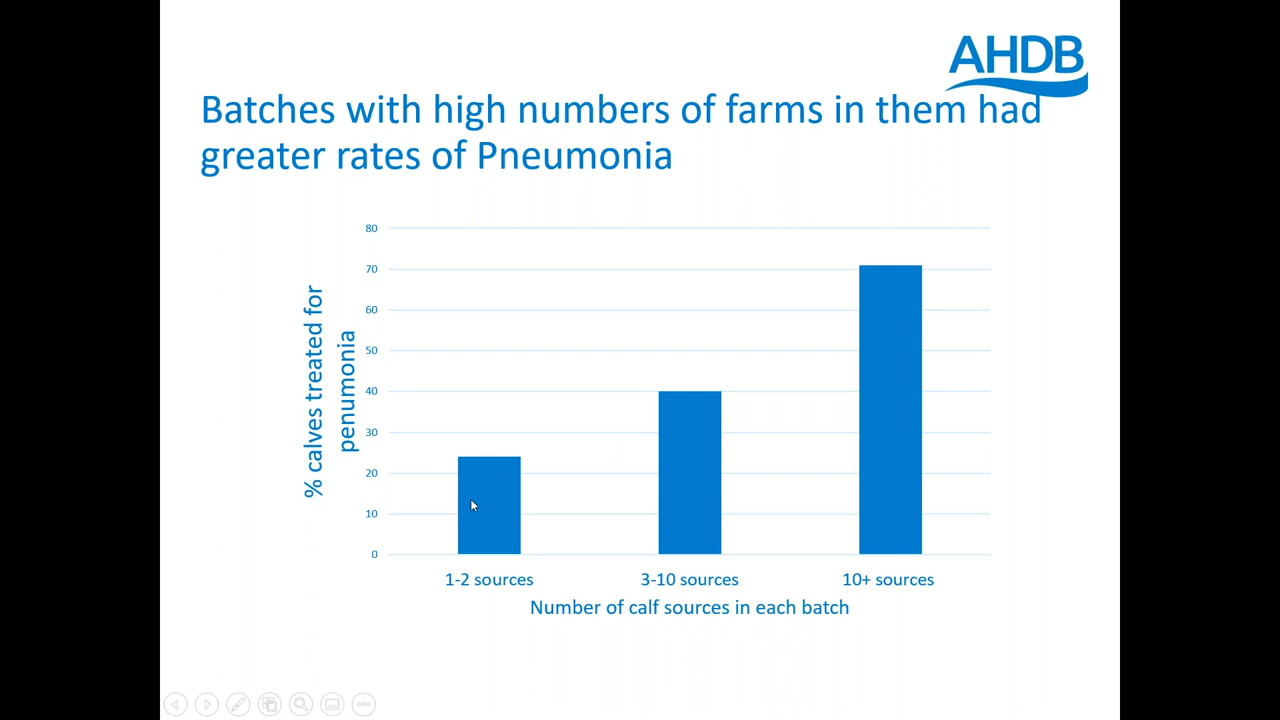 AHDB
Batches with high numbers of farms in them had
greater rates of Pneumonia
% calves treated for
penumonia
80
70
60
50
40
30
20
10
0
1-2 sources
3-10 sources
10+ sources
Number of calf sources in each batch